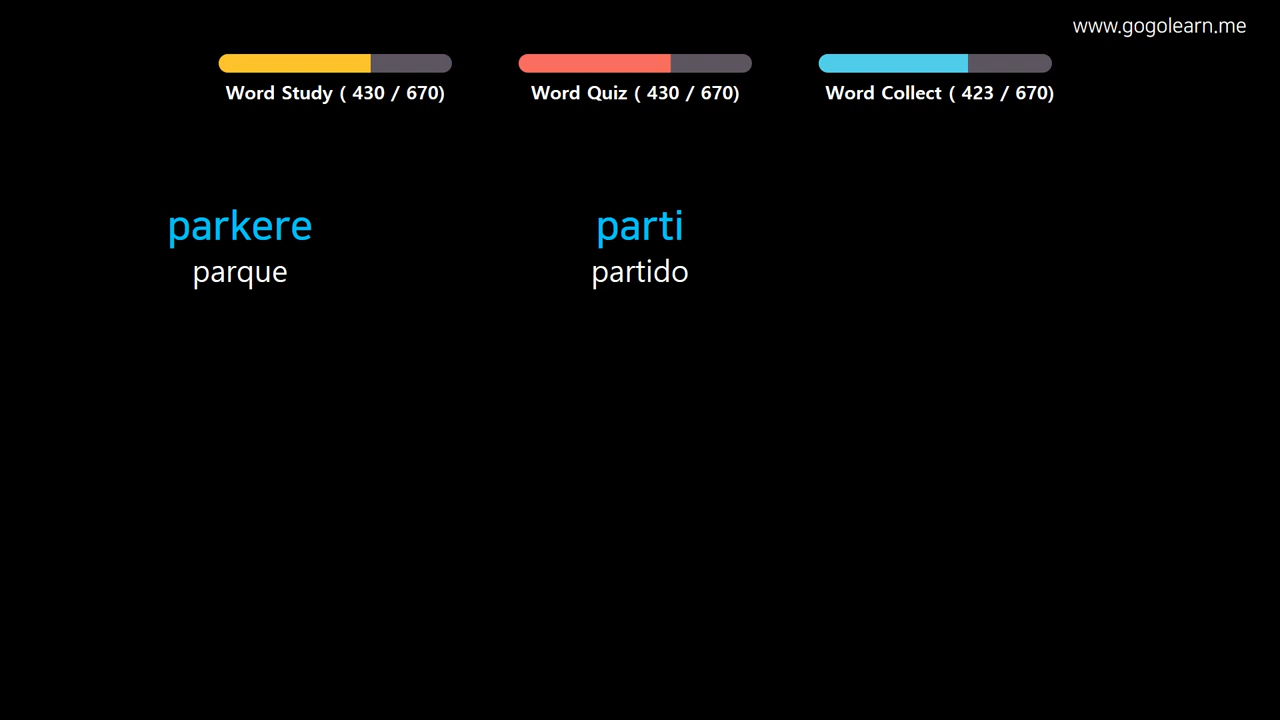 www.gogolearn.me
Word Study ( 430 / 670)
Word Quiz ( 430 / 670)
Word Collect ( 423 / 670)
parkere
parque
parti
partido